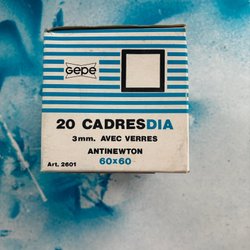 Gepe
20 CADRESDIA
3mm. AVEC VERRES
ANTINEWTON
60x60
Art. 2601